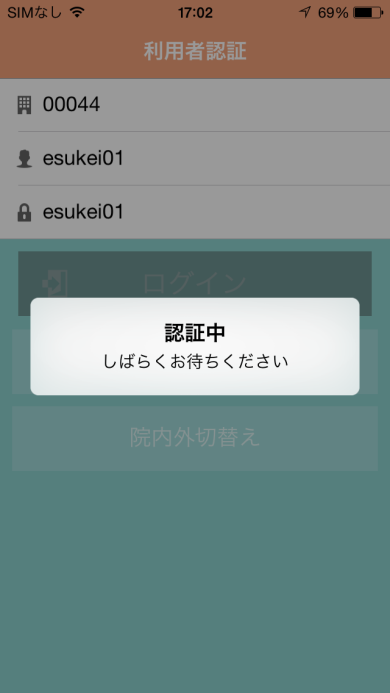 SIMなし 17:02 69%
利用者認証
00044
esukei01
esukei01
ログイン
認証中
しばらくお待ちください
院内外切替え